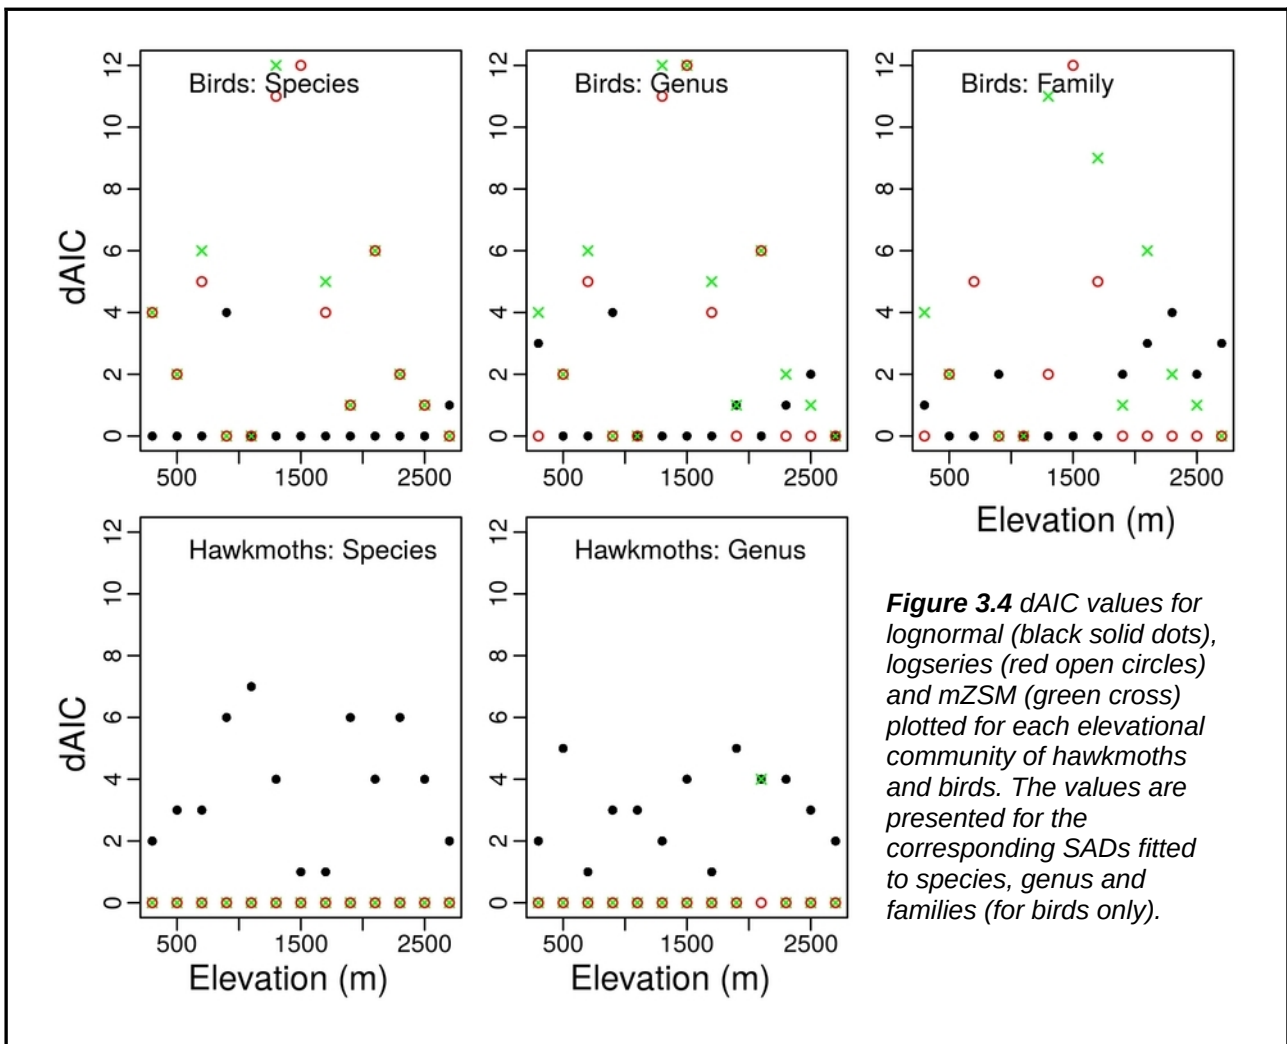 Birds: Species
Birds: Genus
Birds: Family
dAIC
0 2 4 6 8 10 12
0 2 4 6 8 10 12
0 2 4 6 8 10 12
500 1500 2500
500 1500 2500
500 1500 2500
Elevation (m)
Hawkmoths: Species
Hawkmoths: Genus
dAIC
0 2 4 6 8 10 12
0 2 4 6 8 10 12
500 1500 2500
500 1500 2500
Elevation (m)
Elevation (m)
Figure 3.4 dAIC values for
lognormal (black solid dots),
logseries (red open circles)
and mZSM (green cross)
plotted for each elevational
community of hawkmoths
and birds. The values are
presented for the
corresponding SADs fitted
to species, genus and
families (for birds only).